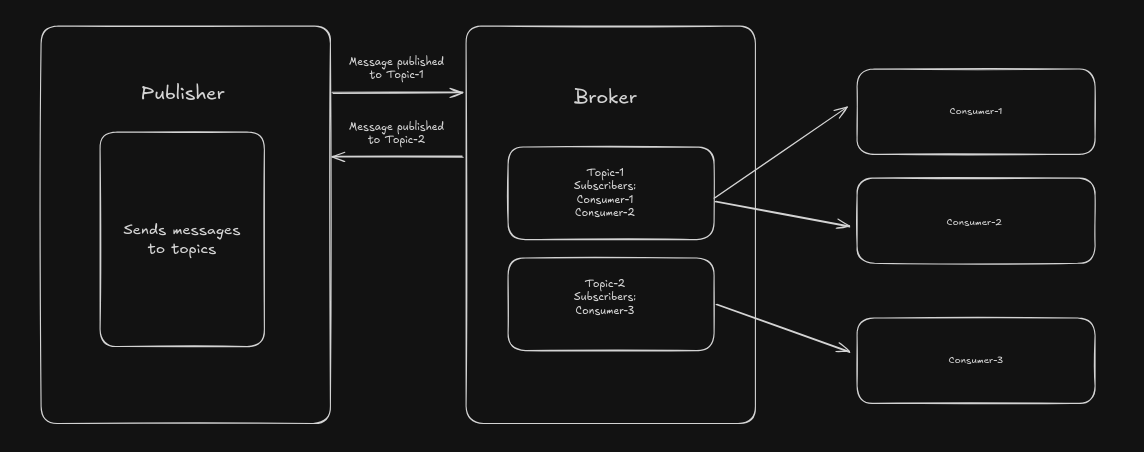 Publisher
Sends messages
to topics
Message published
to Topic-1
Message published
to Topic-2
Broker
Topic-1
Subscribers:
Consumer-1
Consumer-2
Topic-2
Subscribers:
Consumer-3
Consumer-1
Consumer-2
Consumer-3